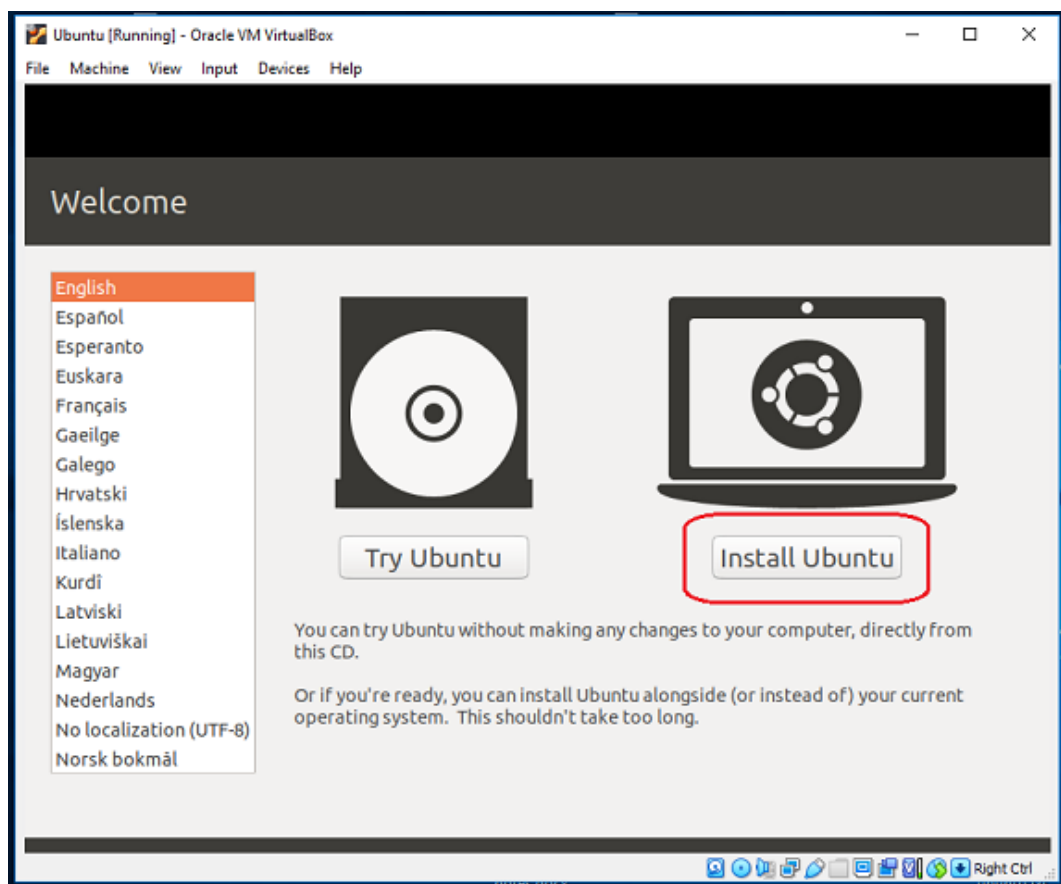 Ubuntu [Running] - Oracle VM VirtualBox
File Machine View Input Devices Help
Welcome
English
Español
Esperanto
Euskara
Français
Gaeilge
Galego
Hrvatski
Íslenska
Italiano
Kurdî
Latviski
Lietuviškai
Magyar
Nederlands
No localization (UTF-8)
Norsk bokmål
Try Ubuntu
Install Ubuntu
You can try Ubuntu without making any changes to your computer, directly from
this CD.
Or if you're ready, you can install Ubuntu alongside (or instead of) your current
operating system. This shouldn't take too long.
Right Ctrl